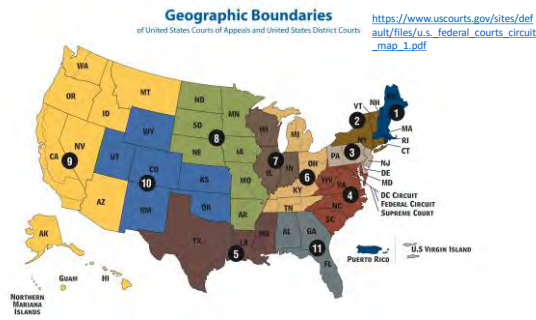 Geographic Boundaries
of United States Courts of Appeals and United States District Courts
https://www.uscourts.gov/sites/def
ault/files/u.s._federal_courts_circuit
_map_1.pdf
WA
MT
ND
MN
OR
ID
SD
WI
MI
VT
NH
ME
1
2
NY
MA
RI
CT
WY
8
NE
IA
7
3
PA
NJ
DE
MD
DC CIRCUIT
FEDERAL CIRCUIT
SUPREME COURT
CA
9
NV
UT
CO
10
KS
MO
IL
IN
OH
6
WV
VA
4
KY
NC
AZ
NM
OK
AR
TN
SC
TX
5
LA
MS
AL
GA
11
FL
AK
GUAM
HI
NORTHERN
MARIANA
ISLANDS
PUERTO RICO
U.S VIRGIN ISLAND